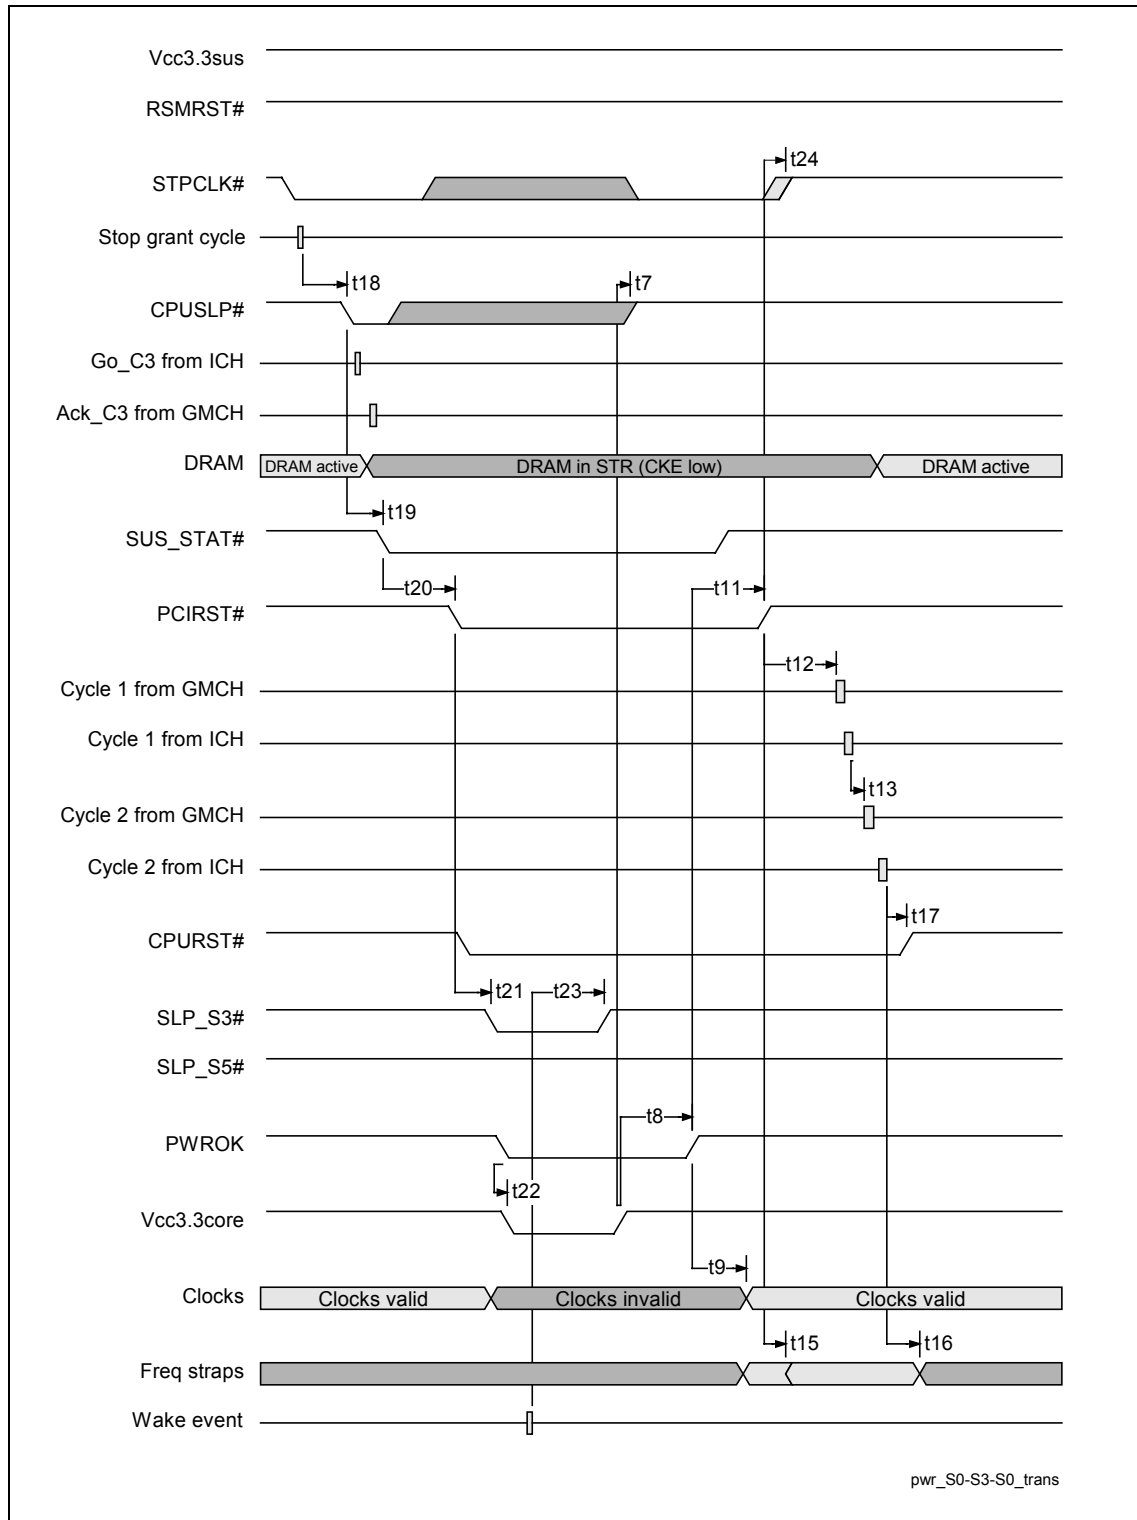 Vcc3.3sus
RSMRST#
t24
STPCLK#
Stop grant cycle
t18
t7
CPUSLP#
Go_C3 from ICH
Ack_C3 from GMCH
DRAM
DRAM active
DRAM in STR (CKE low)
DRAM active
t19
SUS_STAT#
t20
t11
PCIRST#
t12
Cycle 1 from GMCH
Cycle 1 from ICH
t13
Cycle 2 from GMCH
Cycle 2 from ICH
t17
CPURST#
t21
t23
SLP_S3#
SLP_S5#
t8
PWROK
t22
Vcc3.3core
t9
Clocks
Clocks valid
Clocks invalid
Clocks valid
t15
t16
Freq straps
Wake event
pwr_S0-S3-S0_trans